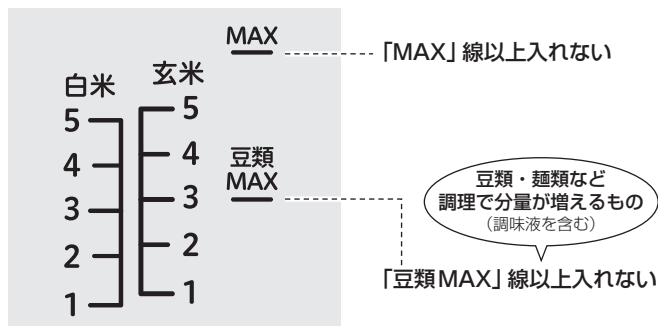 MAX
「MAX」線以上入れない
白米
玄米
5
4
3
2
1
5
4
3
2
1
豆類
MAX
豆類・麺類など
調理で分量が増えるもの
（調味液を含む）
「豆類MAX」線以上入れない